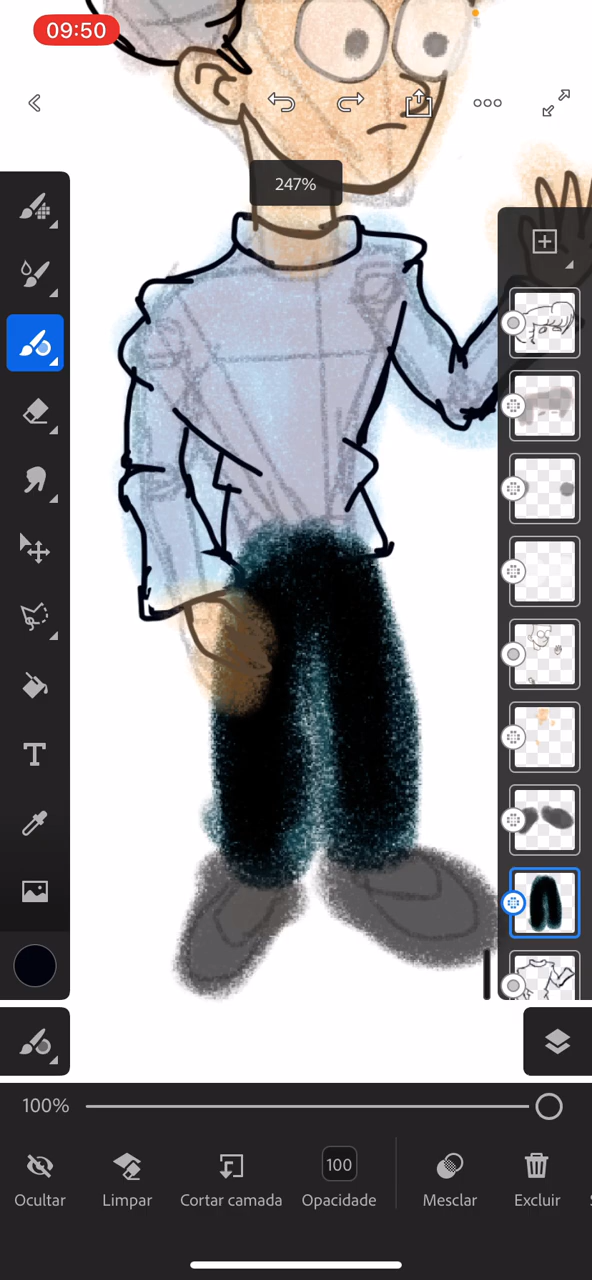 09:50
247%
T
100%
100
Ocultar
Limpar
Cortar camada
Opacidade
Mesclar
Excluir